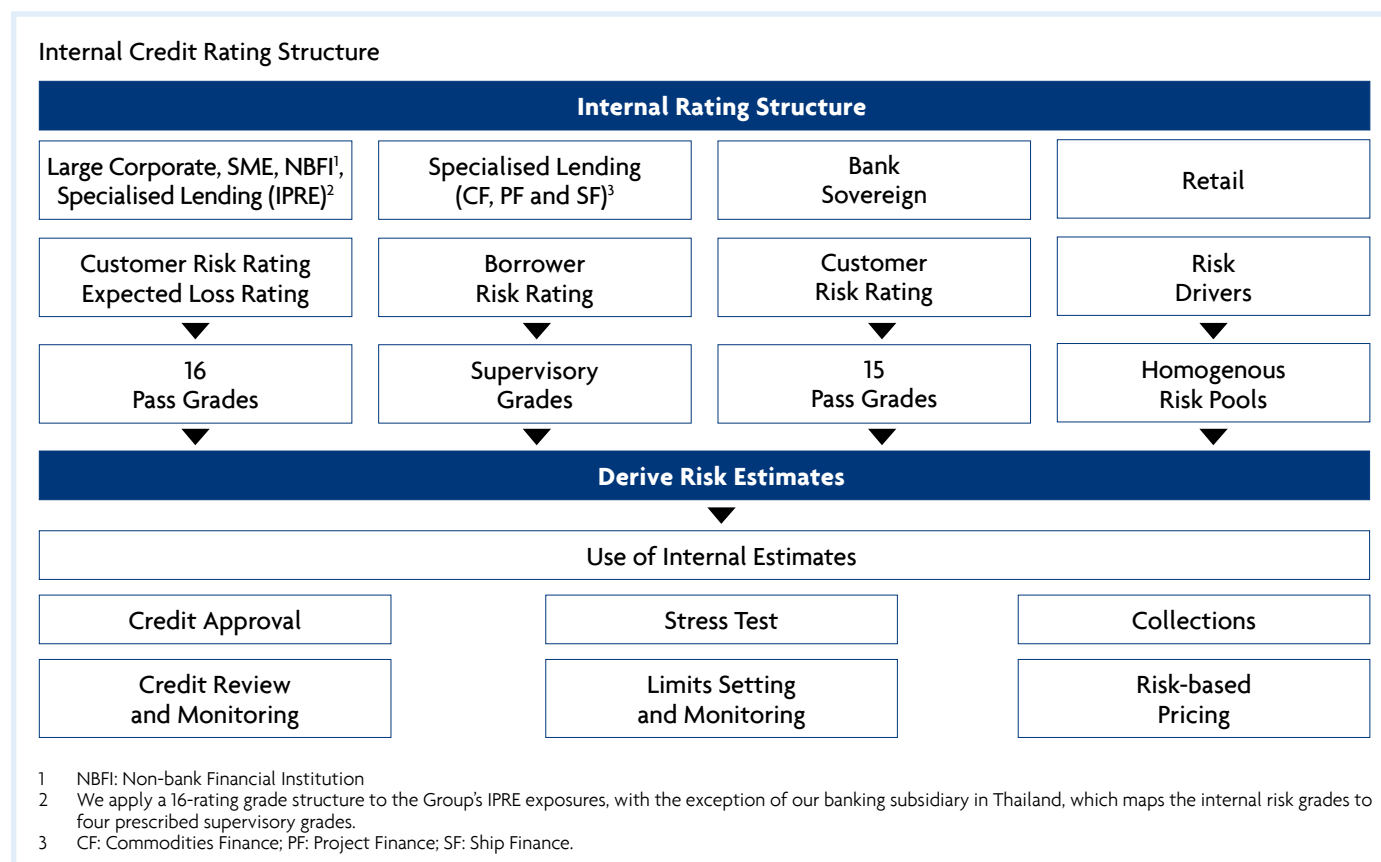 Internal Credit Rating Structure
Internal Rating Structure
Large Corporate, SME, NBFI¹,
Specialised Lending (IPRE)²
Specialised Lending
(CF, PF and SF)³
Bank
Sovereign
Retail
Customer Risk Rating
Expected Loss Rating
Borrower
Risk Rating
Customer
Risk Rating
Risk
Drivers
16
Pass Grades
Supervisory
Grades
15
Pass Grades
Homogenous
Risk Pools
Derive Risk Estimates
Use of Internal Estimates
Credit Approval
Stress Test
Collections
Credit Review
and Monitoring
Limits Setting
and Monitoring
Risk-based
Pricing
1 NBFI: Non-bank Financial Institution
2 We apply a 16-rating grade structure to the Group’s IPRE exposures, with the exception of our banking subsidiary in Thailand, which maps the internal risk grades to
four prescribed supervisory grades.
3 CF: Commodities Finance; PF: Project Finance; SF: Ship Finance.